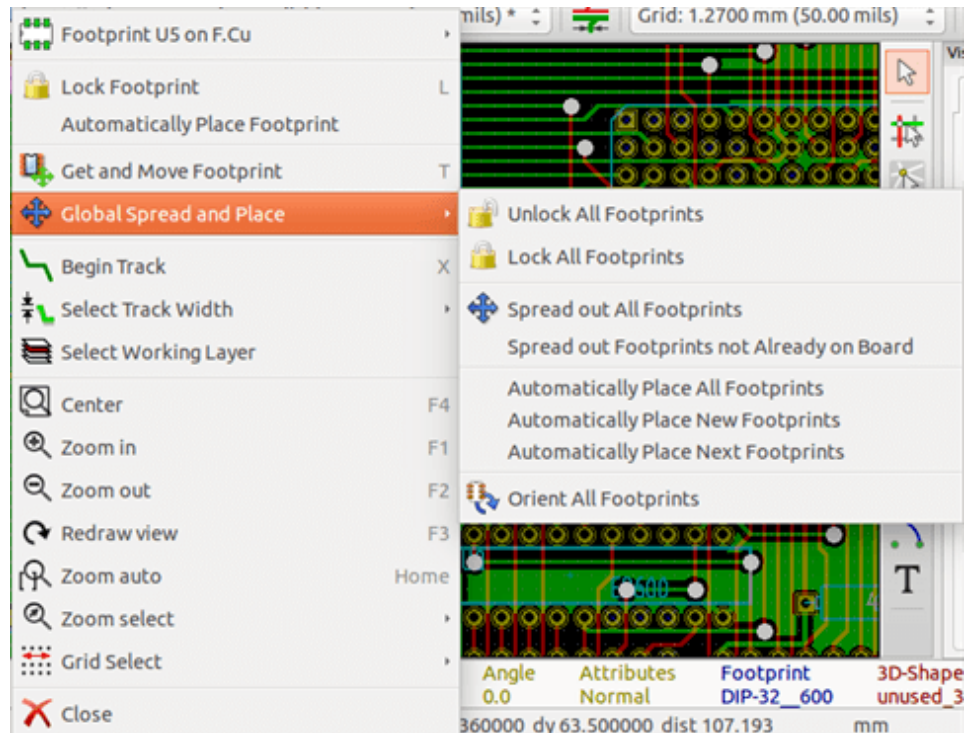 mils) *
Grid: 1.2700 mm (50.00 mils)
Footprint U5 on F.Cu
Vis
Lock Footprint L
Automatically Place Footprint
Get and Move Footprint T
Global Spread and Place
Begin Track X
Select Track Width
Select Working Layer
Center F4
Zoom in F1
Zoom out F2
Redraw view F3
Zoom auto Home
Zoom select
Grid Select
Close
Unlock All Footprints
Lock All Footprints
Spread out All Footprints
Spread out Footprints not Already on Board
Automatically Place All Footprints
Automatically Place New Footprints
Automatically Place Next Footprints
Orient All Footprints
T
Angle Attributes Footprint 3D-Shape
0.0 Normal DIP-32__600 unused_3
360000 dy 63.500000 dist 107.193 mm